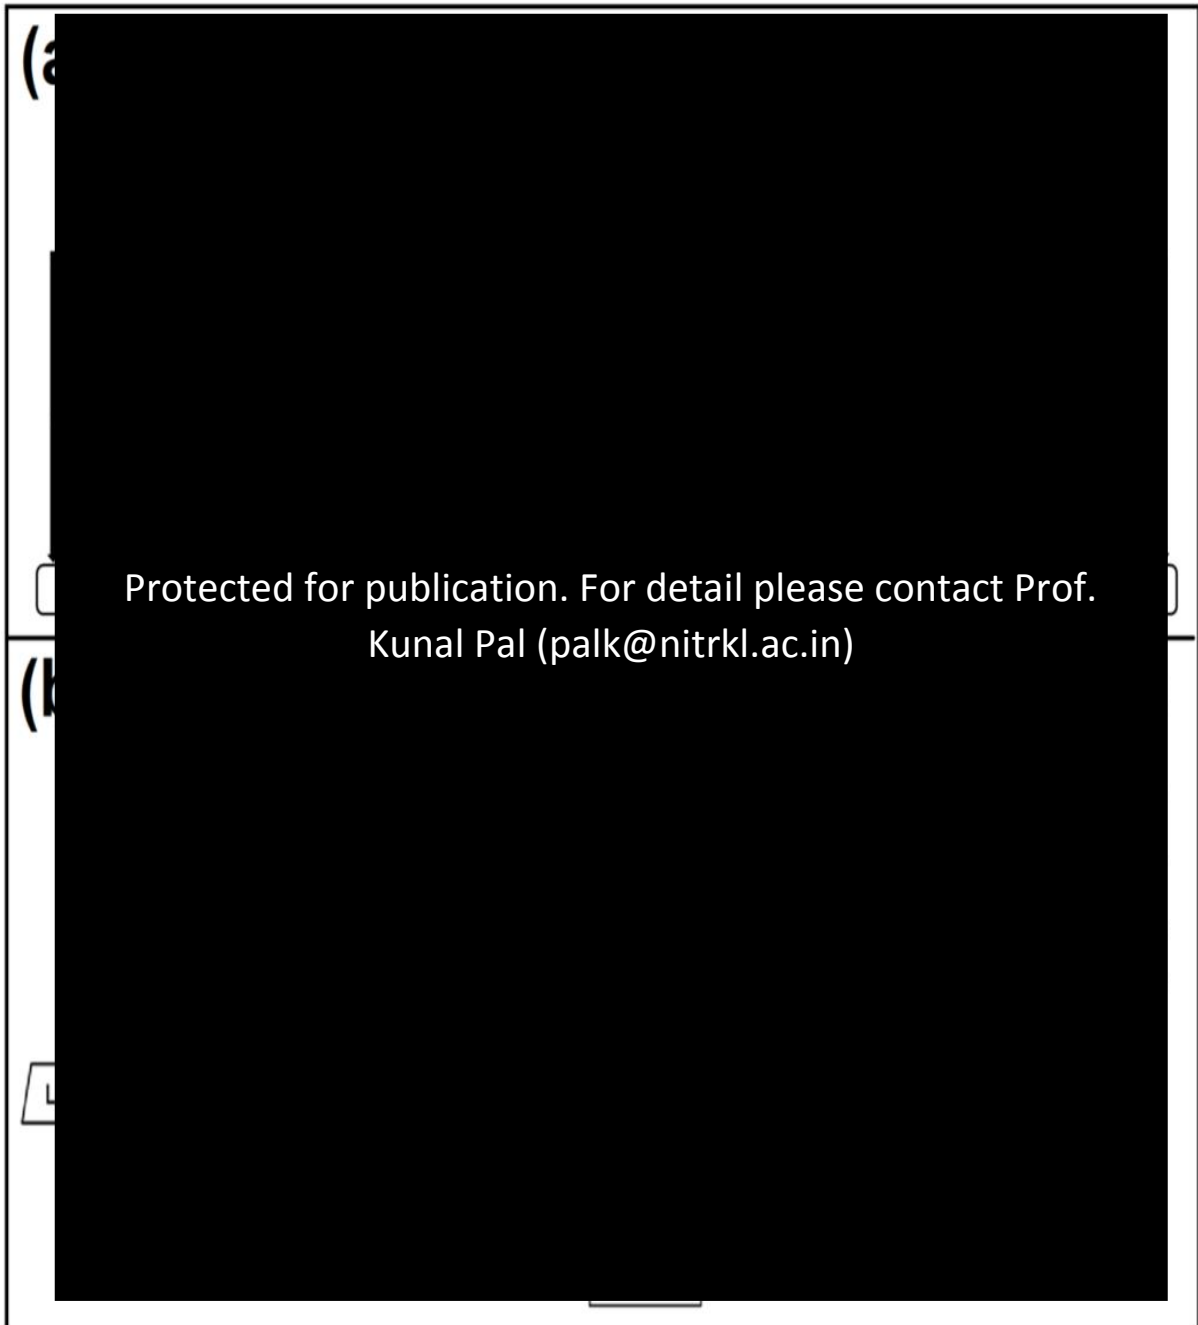 (a
Protected for publication. For detail please contact Prof.
Kunal Pal (palk@nitrkl.ac.in)
(b